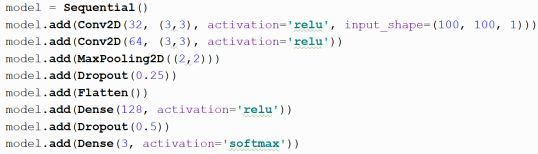 model = Sequential()
model.add(Conv2D(32, (3,3), activation='relu', input_shape=(100, 100, 1)))
model.add(Conv2D(64, (3,3), activation='relu'))
model.add(MaxPooling2D((2,2)))
model.add(Dropout(0.25))
model.add(Flatten())
model.add(Dense(128, activation='relu'))
model.add(Dropout(0.5))
model.add(Dense(3, activation='softmax'))